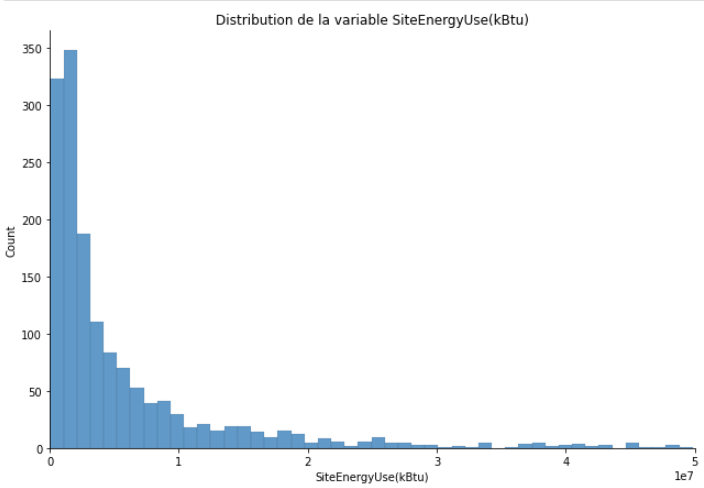 Distribution de la variable SiteEnergyUse(kBtu)
350
300
250
200
150
100
50
0
Count
0 1 2 3 4 5
1e7
SiteEnergyUse(kBtu)